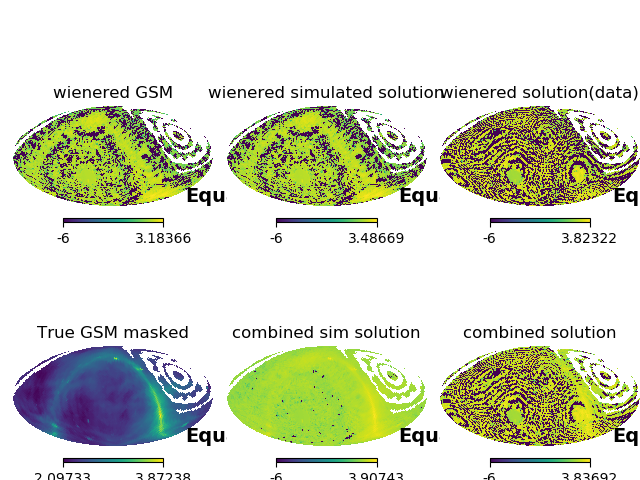 wienered GSM
wienered simulated solution
wienered solution(data)
Equ
Equ
Eq
-6 3.18366
-6 3.48669
-6 3.82322
True GSM masked
combined sim solution
combined solution
Equ
Equ
Eq
2.09733 3.87238
-6 3.90743
-6 3.83692